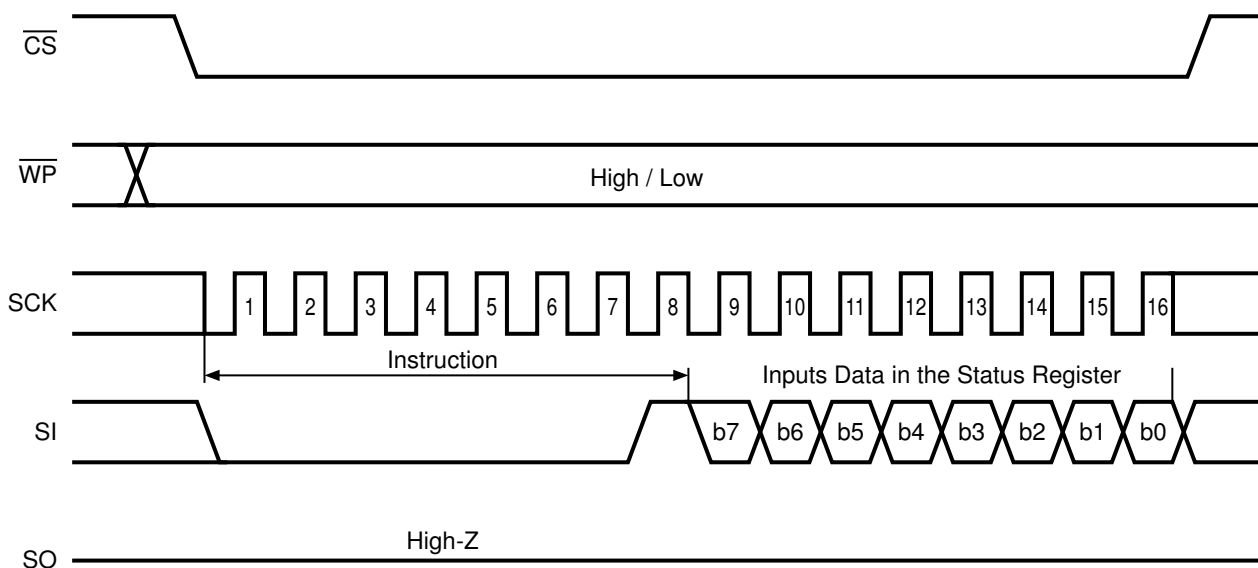 CS
WP
High / Low
SCK
1 2 3 4 5 6 7 8 9 10 11 12 13 14 15 16
Instruction
Inputs Data in the Status Register
SI
b7 b6 b5 b4 b3 b2 b1 b0
High-Z
SO